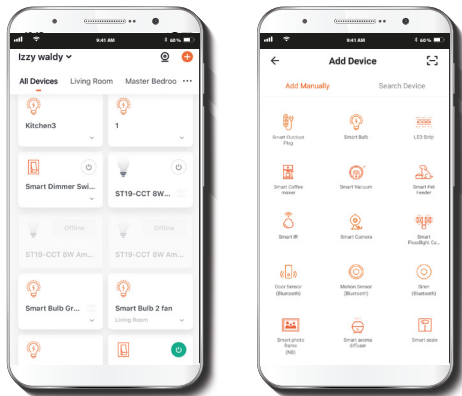 9:41 AM
60%
Izzy waldy
All Devices Living Room Master Bedroo ...
Kitchen3
1
Smart Dimmer Swi...
ST19-CCT 8W...
Offline
Offline
ST19-CCT 8W Am...
ST19-CCT 8W Am...
Smart Bulb Gr...
Smart Bulb 2 fan
Living Room
9:41 AM
60%
Add Device
Add Manually
Search Device
Smart Outdoor
Plug
Smart Bulb
LED Strip
Smart Coffee
maker
Smart Vacuum
Smart Pet
Feeder
Smart IR
Smart Camera
Smart
Floodlight Ca...
Door Sensor
(Bluetooth)
Motion Sensor
(Bluetooth)
Siren
(Bluetooth)
Smart photo
frame
(NB)
Smart aroma
diffuser
Smart scale